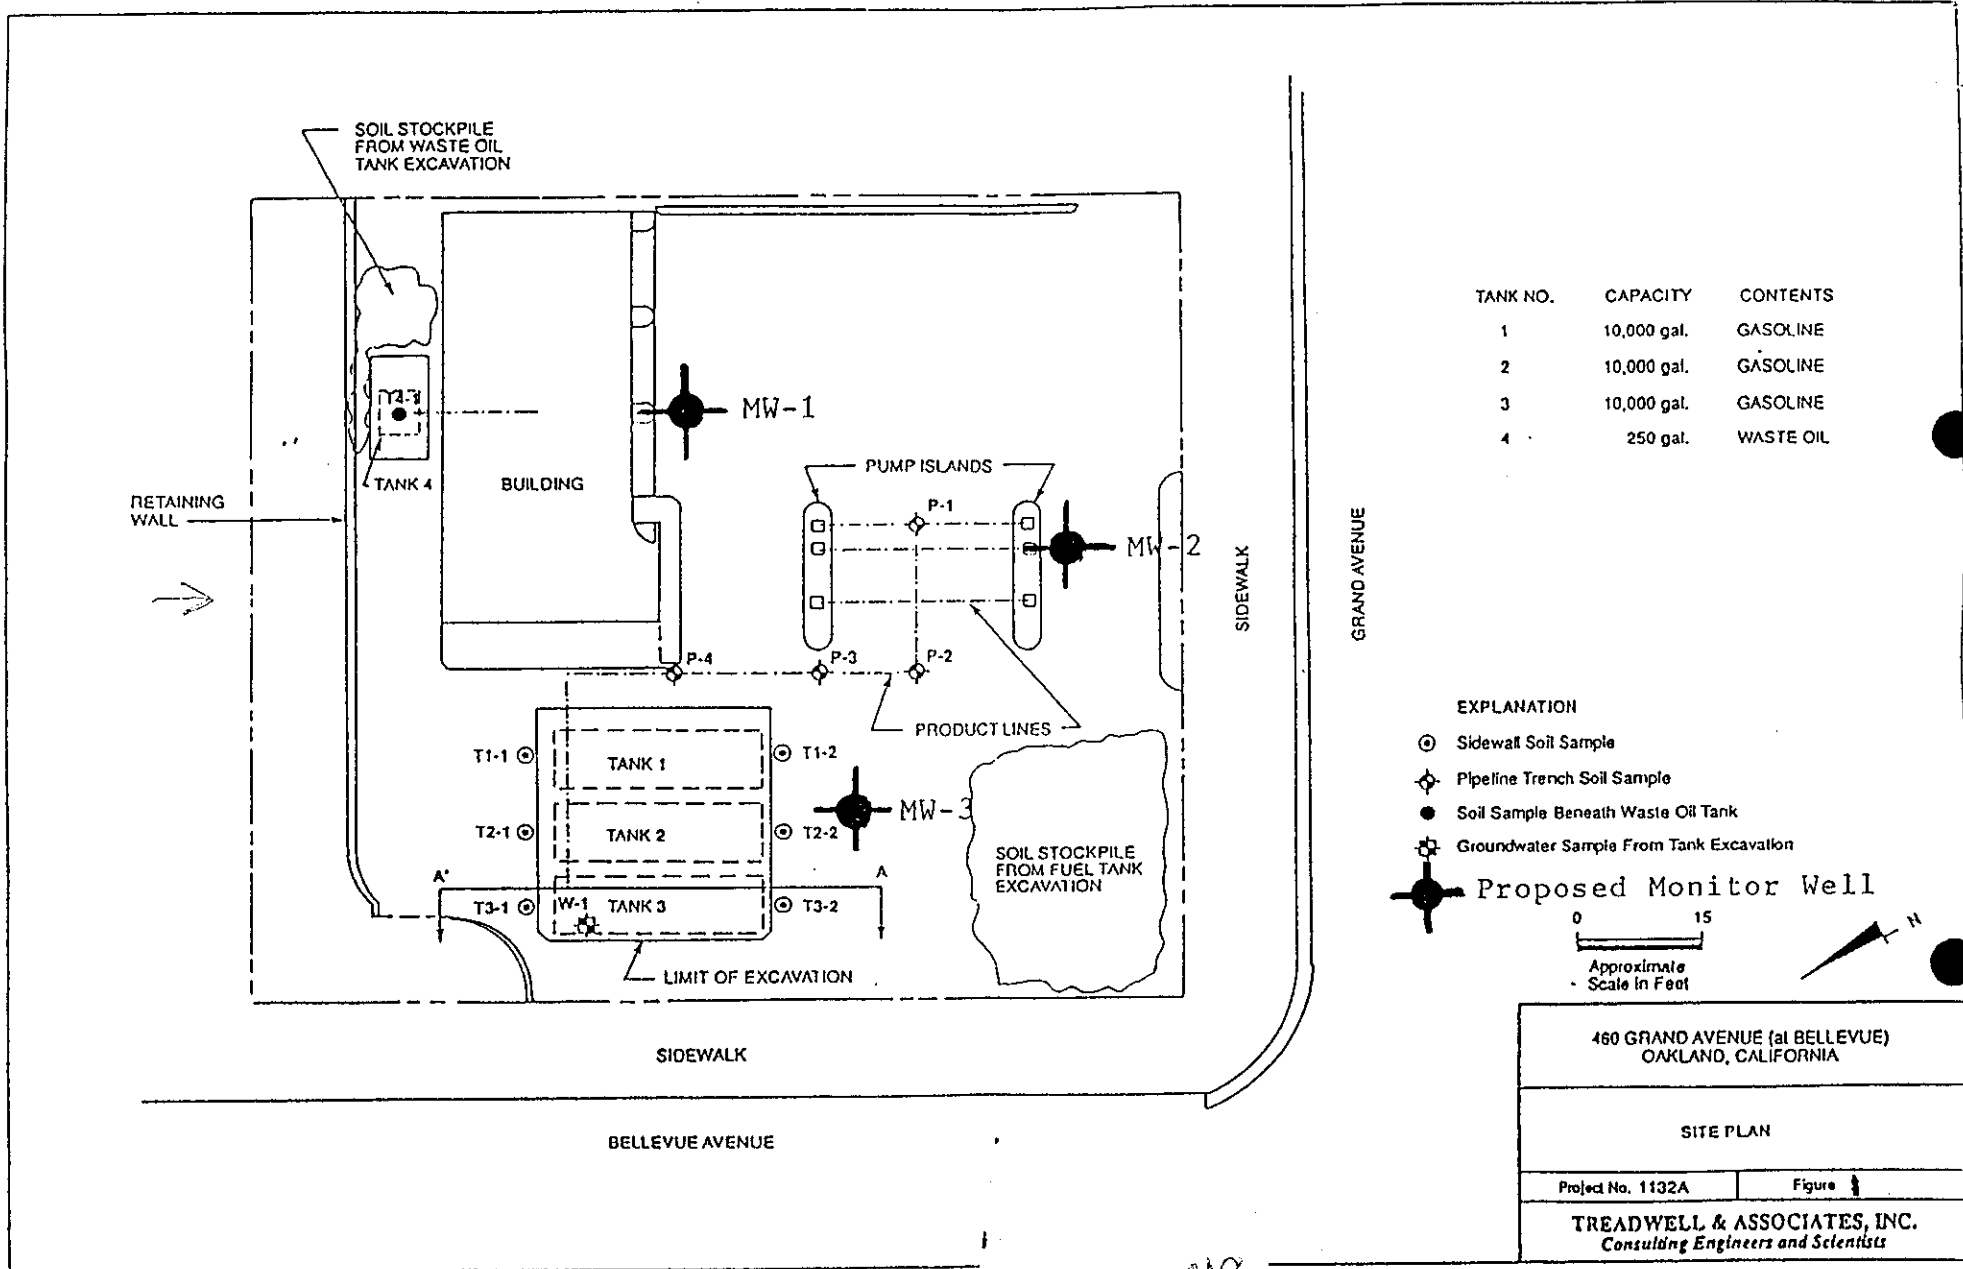 SOIL STOCKPILE
FROM WASTE OIL
TANK EXCAVATION
TANK NO. CAPACITY CONTENTS
1 10,000 gal. GASOLINE
2 10,000 gal. GASOLINE
3 10,000 gal. GASOLINE
4 250 gal. WASTE OIL
MW-1
TANK 4
BUILDING
PUMP ISLANDS
RETAINING
WALL
P-1
MW-2
SIDEWALK
GRAND AVENUE
P-4
P-3
P-2
PRODUCT LINES
T1-1
TANK 1
T1-2
MW-3
T2-1
TANK 2
T2-2
SOIL STOCKPILE
FROM FUEL TANK
EXCAVATION
A'
A
T3-1
W-1
TANK 3
T3-2
LIMIT OF EXCAVATION
EXPLANATION
Sidewall Soil Sample
Pipeline Trench Soil Sample
Soil Sample Beneath Waste Oil Tank
Groundwater Sample From Tank Excavation
Proposed Monitor Well
0 15
Approximate
Scale in Feet
N
SIDEWALK
BELLEVUE AVENUE
460 GRAND AVENUE (at BELLEVUE)
OAKLAND, CALIFORNIA
SITE PLAN
Project No. 1132A
Figure
TREADWELL & ASSOCIATES, INC.
Consulting Engineers and Scientists